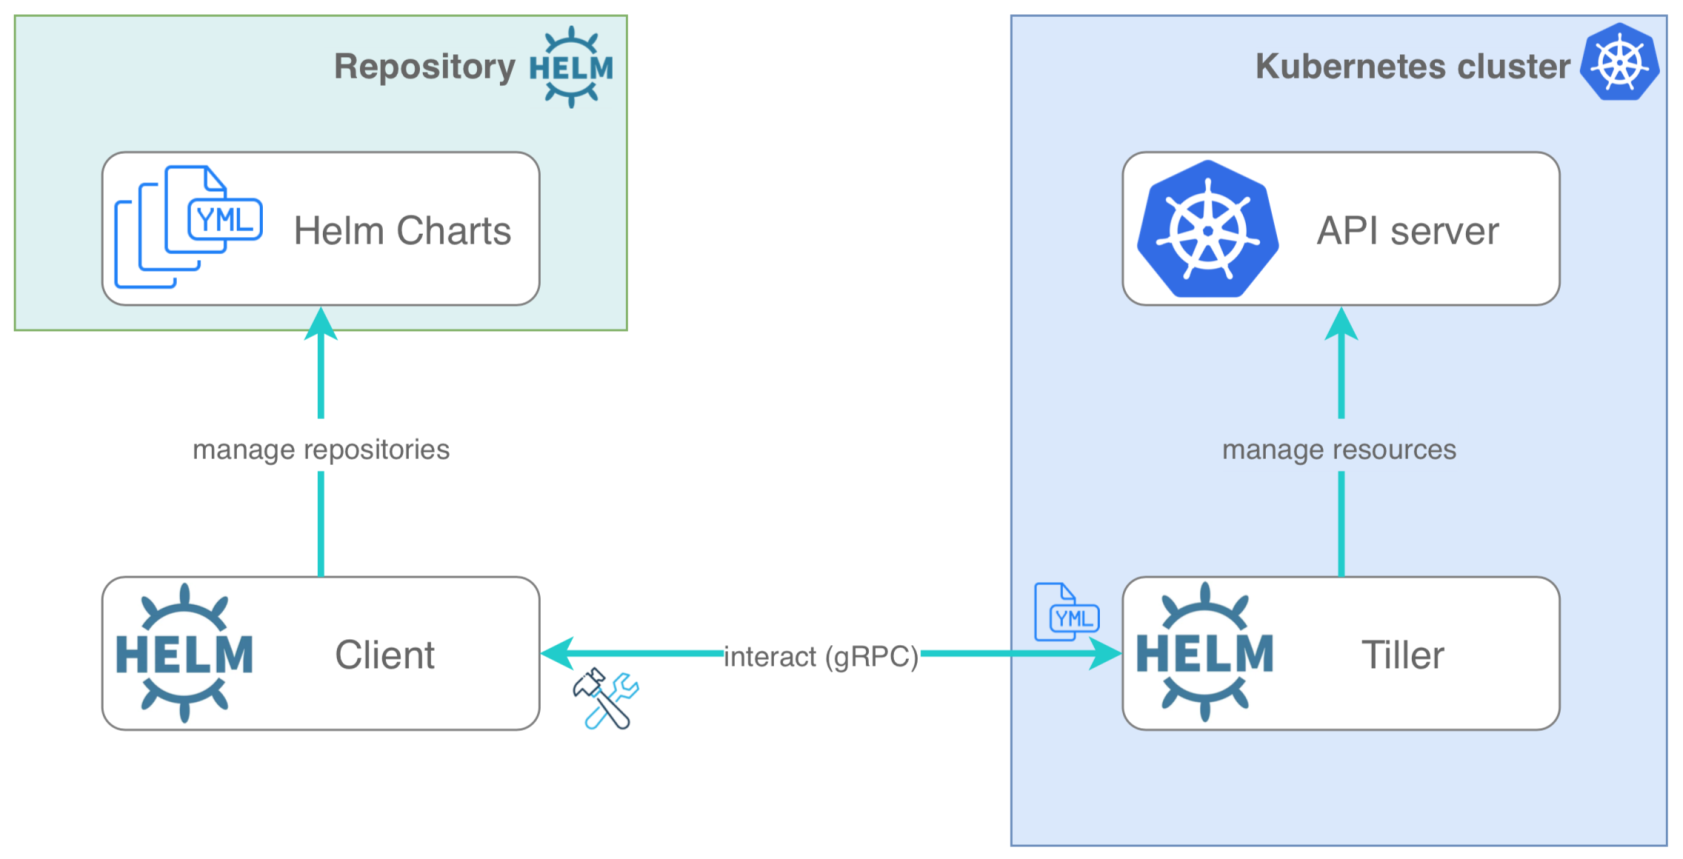 Repository
HELM
Kubernetes cluster
YML
Helm Charts
API server
manage repositories
manage resources
HELM
Client
interact (gRPC)
YML
HELM
Tiller